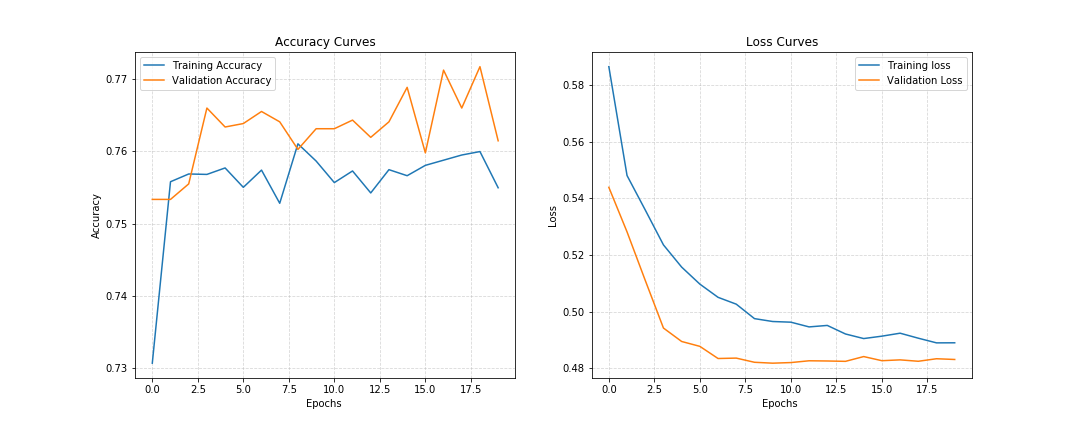 Accuracy Curves
Training Accuracy
Validation Accuracy
0.77
0.76
0.75
0.74
0.73
Accuracy
0.0 2.5 5.0 7.5 10.0 12.5 15.0 17.5
Epochs
Loss Curves
Training loss
Validation Loss
0.58
0.56
0.54
0.52
0.50
0.48
Loss
0.0 2.5 5.0 7.5 10.0 12.5 15.0 17.5
Epochs